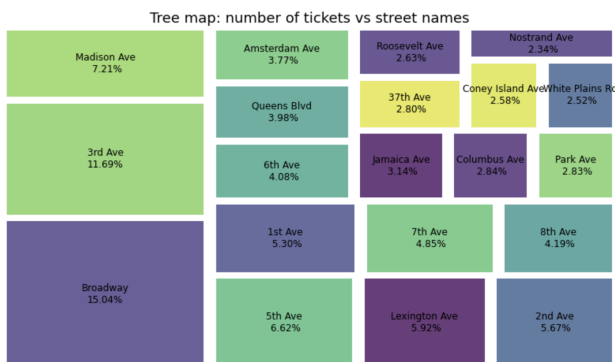 Tree map: number of tickets vs street names
Madison Ave
7.21%
3rd Ave
11.69%
Broadway
15.04%
Amsterdam Ave
3.77%
Queens Blvd
3.98%
6th Ave
4.08%
Roosevelt Ave
2.63%
37th Ave
2.80%
Nostrand Ave
2.34%
Coney Island Ave
2.58%
White Plains Rd
2.52%
Jamaica Ave
3.14%
Columbus Ave
2.84%
Park Ave
2.83%
1st Ave
5.30%
7th Ave
4.85%
8th Ave
4.19%
5th Ave
6.62%
Lexington Ave
5.92%
2nd Ave
5.67%